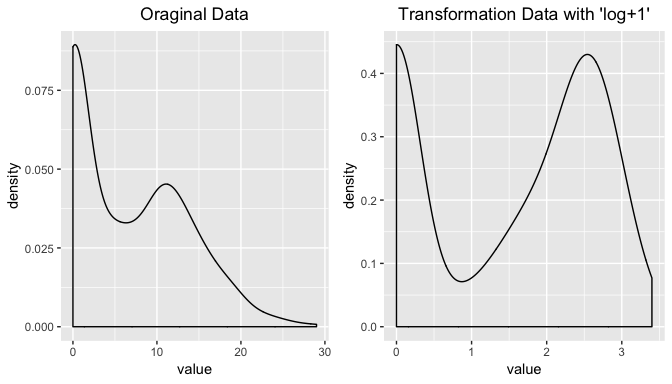 Oraginal Data
0.075
0.050
0.025
0.000
density
0
10
20
30
value
Transformation Data with 'log+1'
0.4
0.3
0.2
0.1
0.0
density
0
1
2
3
value